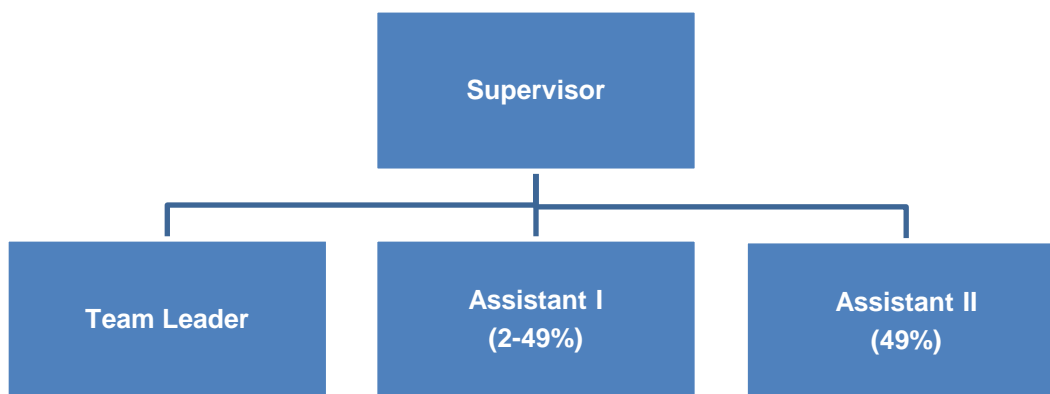 Supervisor
Team Leader
Assistant I
(2-49%)
Assistant II
(49%)